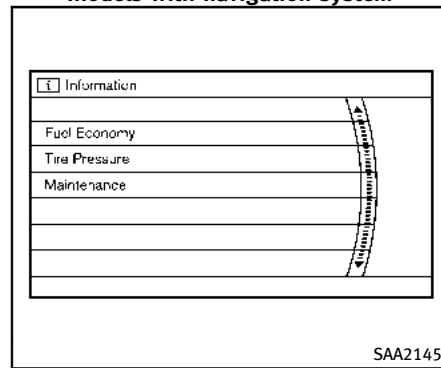 models with navigation system
i Information
Fuel Economy
Tire Pressure
Maintenance
SAA2145